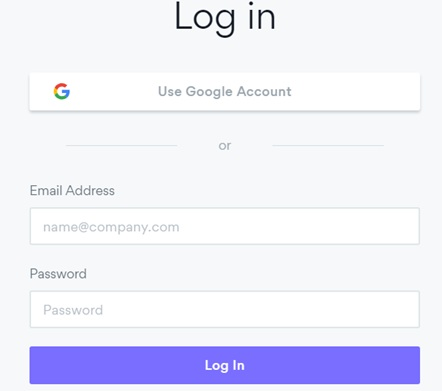 Log in
Use Google Account
or
Email Address
name@company.com
Password
Password
Log In